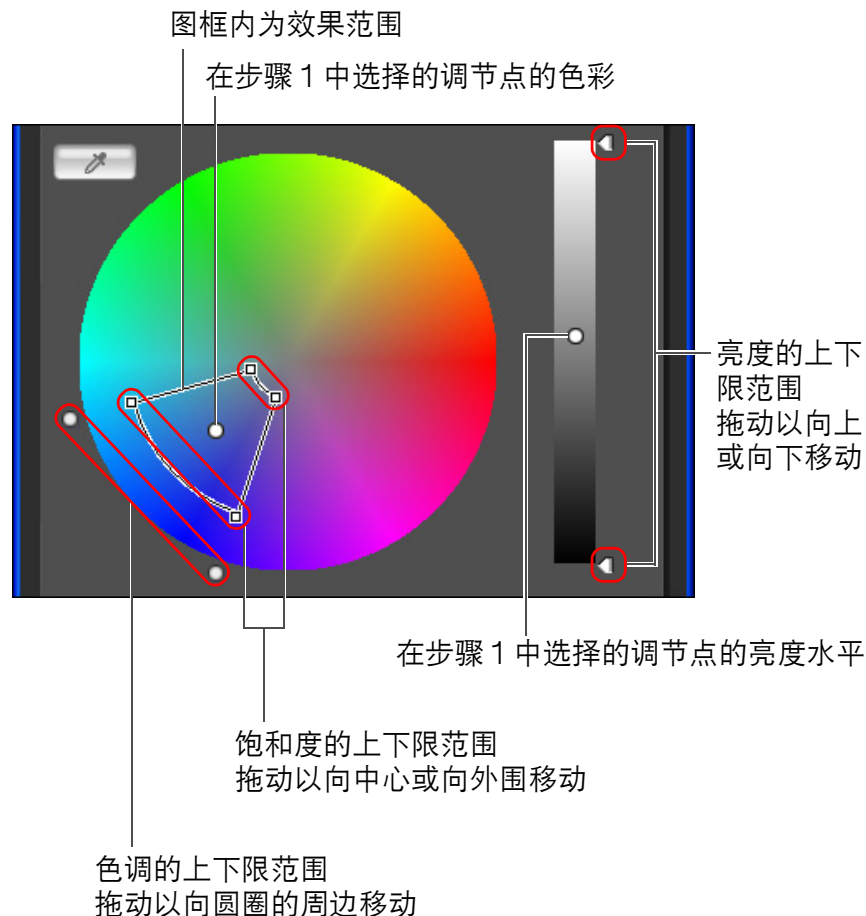 图框内为效果范围
在步骤1中选择的调节点的色彩
亮度的上下
限范围
拖动以向上
或向下移动
在步骤1中选择的调节点的亮度水平
饱和度的上下限范围
拖动以向中心或向外围移动
色调的上下限范围
拖动以向圆圈的周边移动